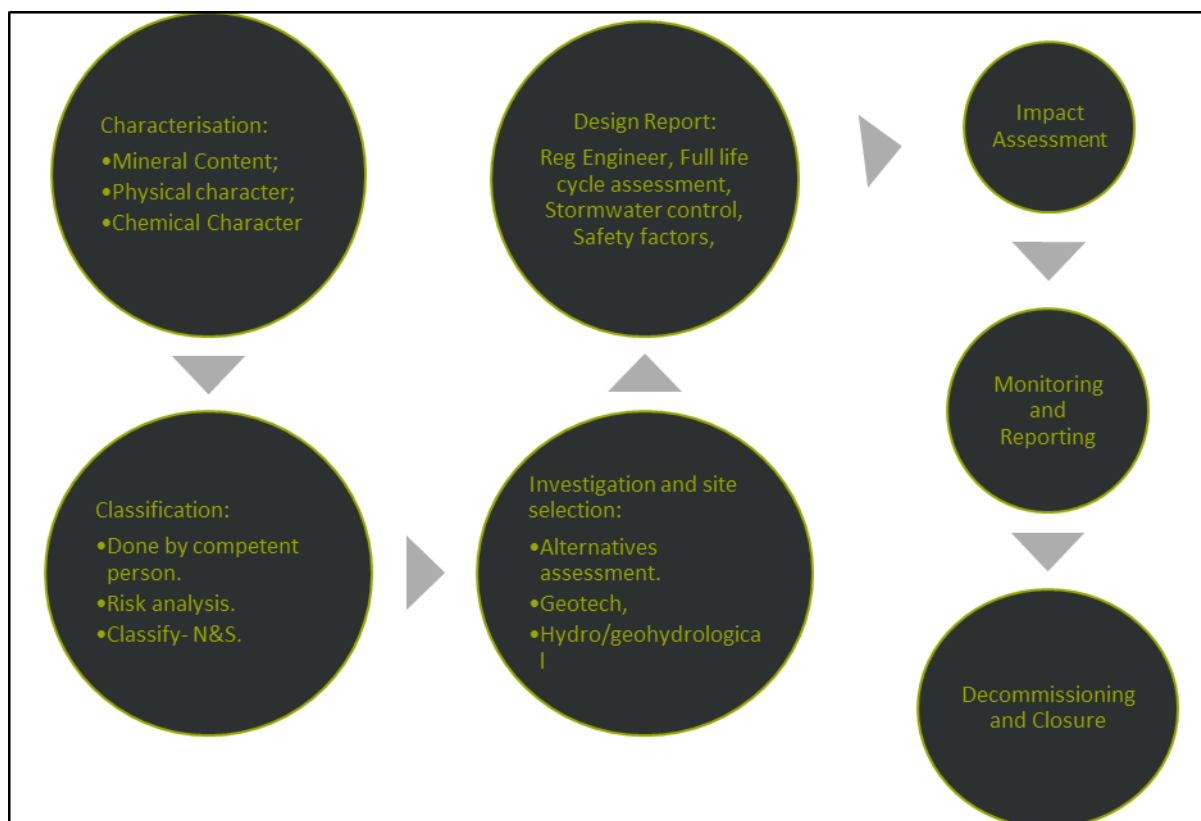 Characterisation:
•Mineral Content;
•Physical character;
•Chemical Character
Classification:
•Done by competent
person.
•Risk analysis.
•Classify- N&S.
Investigation and site
selection:
•Alternatives
assessment.
•Geotech,
•Hydro/geohydrologica
l
Design Report:
Reg Engineer, Full life
cycle assessment,
Stormwater control,
Safety factors,
Impact
Assessment
Monitoring
and
Reporting
Decommissioning
and Closure